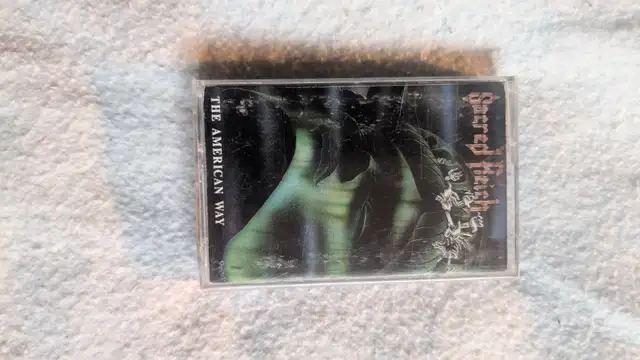 Sacred Reich
THE AMERICAN WAY